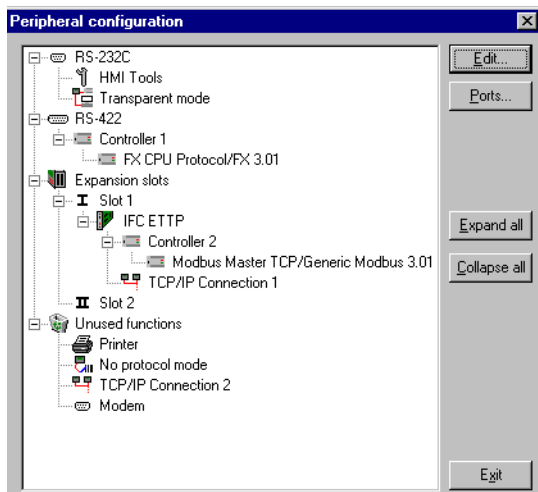 Peripheral configuration
RS-232C
HMI Tools
Transparent mode
RS-422
Controller 1
FX CPU Protocol/FX 3.01
Expansion slots
I Slot 1
IFC ETTP
Controller 2
Modbus Master TCP/Generic Modbus 3.01
TCP/IP Connection 1
II Slot 2
Unused functions
Printer
No protocol mode
TCP/IP Connection 2
Modem
Edit...
Ports...
Expand all
Collapse all
Exit